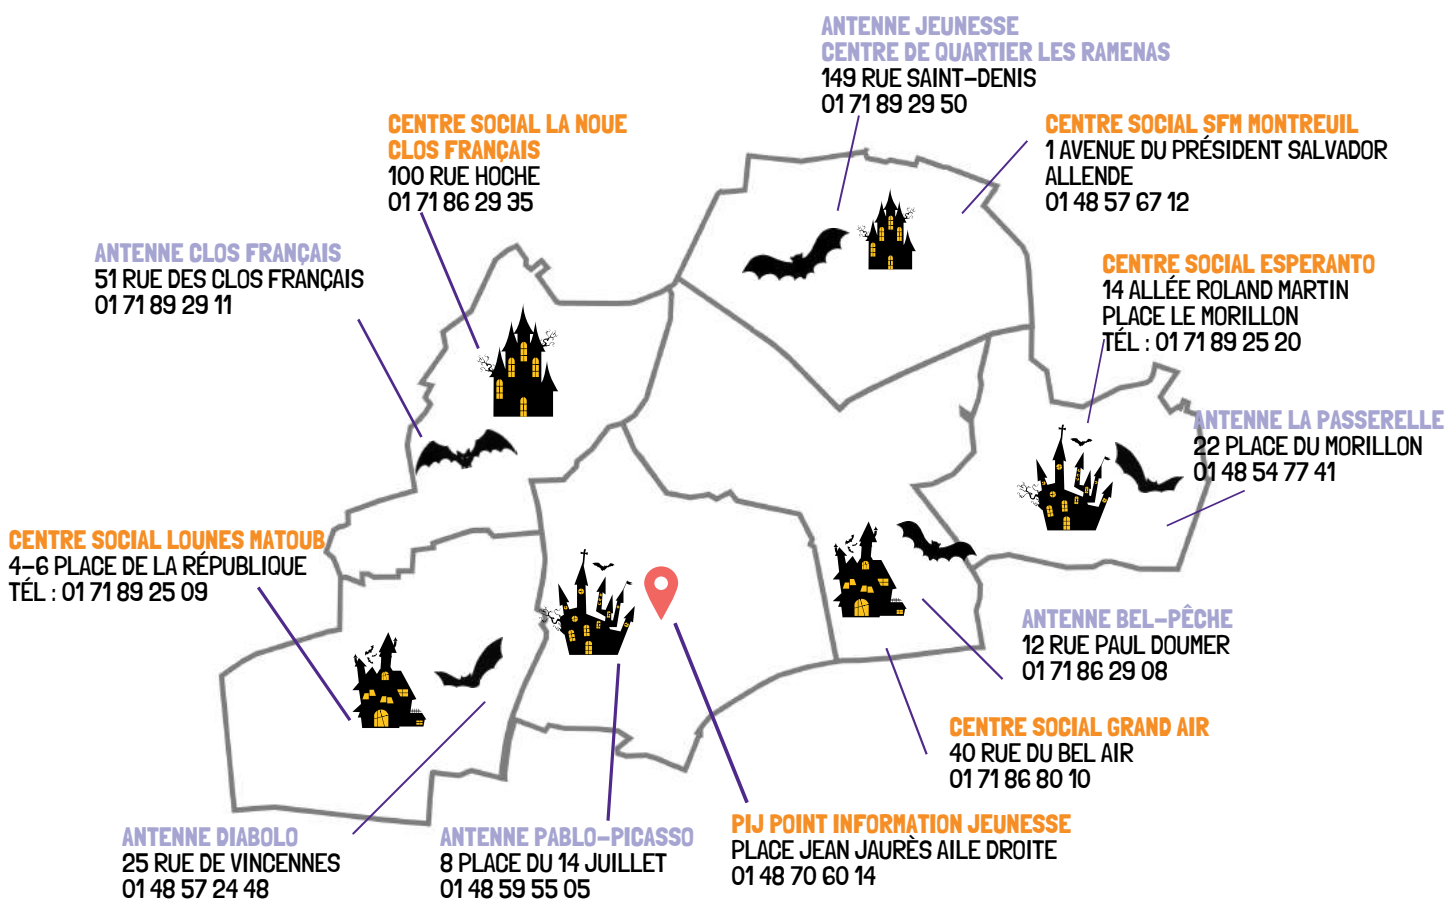 ANTENNE JEUNESSE
CENTRE DE QUARTIER LES RAMENAS
149 RUE SAINT-DENIS
01 71 89 29 50
CENTRE SOCIAL LA NOUE
CLOS FRANÇAIS
100 RUE HOCHE
01 71 86 29 35
CENTRE SOCIAL SFM MONTREUIL
1 AVENUE DU PRÉSIDENT SALVADOR
ALLENDE
01 48 57 67 12
ANTENNE CLOS FRANÇAIS
51 RUE DES CLOS FRANÇAIS
01 71 89 29 11
CENTRE SOCIAL ESPERANTO
14 ALLÉE ROLAND MARTIN
PLACE LE MORILLON
TÉL : 01 71 89 25 20
ANTENNE LA PASSERELLE
22 PLACE DU MORILLON
01 48 54 77 41
CENTRE SOCIAL LOUNES MATOUB
4-6 PLACE DE LA RÉPUBLIQUE
TÉL : 01 71 89 25 09
ANTENNE BEL-PÊCHE
12 RUE PAUL DOUMER
01 71 86 29 08
CENTRE SOCIAL GRAND AIR
40 RUE DU BEL AIR
01 71 86 80 10
ANTENNE DIABOLO
25 RUE DE VINCENNES
01 48 57 24 48
ANTENNE PABLO-PICASSO
8 PLACE DU 14 JUILLET
01 48 59 55 05
PIJ POINT INFORMATION JEUNESSE
PLACE JEAN JAURÈS AILE DROITE
01 48 70 60 14